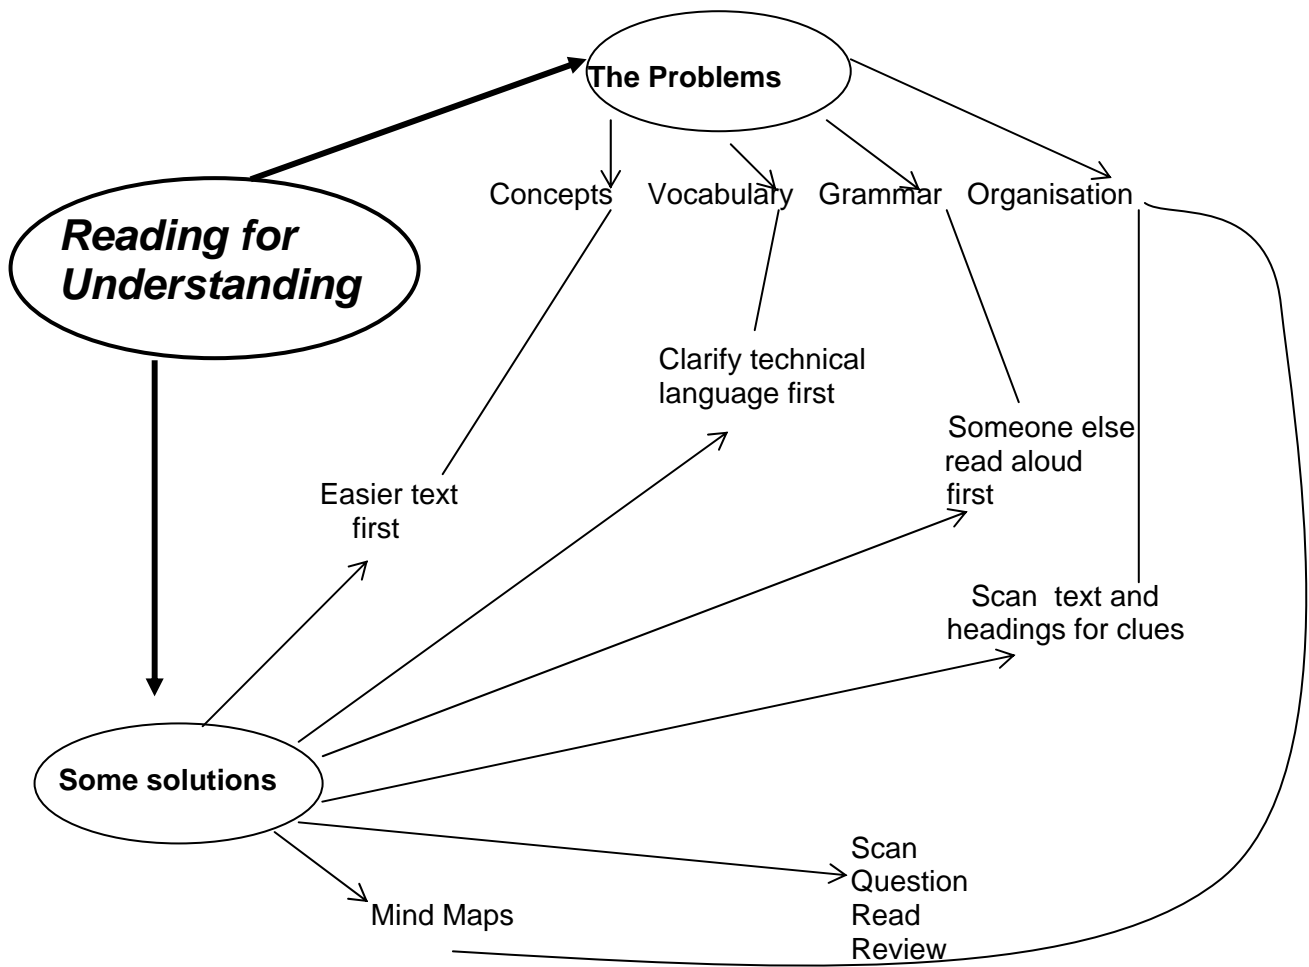 The Problems
Concepts Vocabulary Grammar Organisation
Reading for
Understanding
Clarify technical
language first
Someone else
read aloud
first
Easier text
first
Scan text and
headings for clues
Some solutions
Scan
Question
Read
Review
Mind Maps